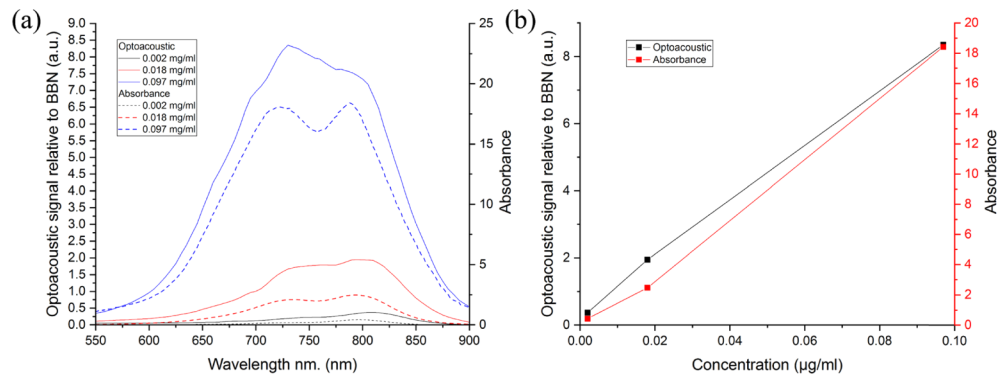 (a)
Optoacoustic signal relative to BBN (a.u.)
9.0
8.5
8.0
7.5
7.0
6.5
6.0
5.5
5.0
4.5
4.0
3.5
3.0
2.5
2.0
1.5
1.0
0.5
0.0
Optoacoustic
0.002 mg/ml
0.018 mg/ml
0.097 mg/ml
Absorbance
0.002 mg/ml
0.018 mg/ml
0.097 mg/ml
25
20
15
10
5
0
Absorbance
550 600 650 700 750 800 850 900
Wavelength nm. (nm)
(b)
Optoacoustic signal relative to BBN (a.u.)
8
6
4
2
0
Optoacoustic
Absorbance
20
18
16
14
12
10
8
6
4
2
0
Absorbance
0.00 0.02 0.04 0.06 0.08 0.10
Concentration (µg/ml)